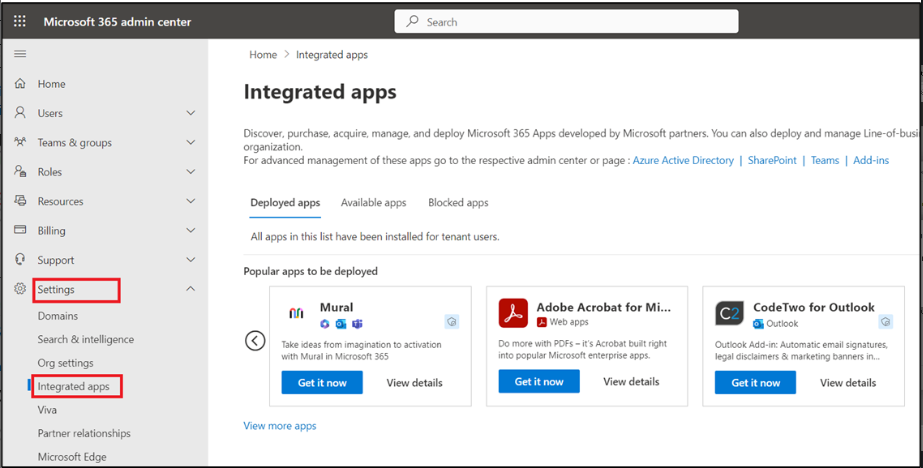 Microsoft 365 admin center
Search
Home
Users
Teams & groups
Roles
Resources
Billing
Support
Settings
Domains
Search & intelligence
Org settings
Integrated apps
Viva
Partner relationships
Microsoft Edge
Home > Integrated apps
Integrated apps
Discover, purchase, acquire, manage, and deploy Microsoft 365 Apps developed by Microsoft partners. You can also deploy and manage Line-of-busi
organization.
For advanced management of these apps go to the respective admin center or page : Azure Active Directory | SharePoint | Teams | Add-ins
Deployed apps Available apps Blocked apps
All apps in this list have been installed for tenant users.
Popular apps to be deployed
Mural
Take ideas from imagination to activation
with Mural in Microsoft 365
Get it now View details
Adobe Acrobat for Mi...
Web apps
Do more with PDFs – it's Acrobat built right
into popular Microsoft enterprise apps.
Get it now View details
C2
CodeTwo for Outlook
Outlook
Outlook Add-in: Automatic email signatures,
legal disclaimers & marketing banners in...
Get it now View details
View more apps